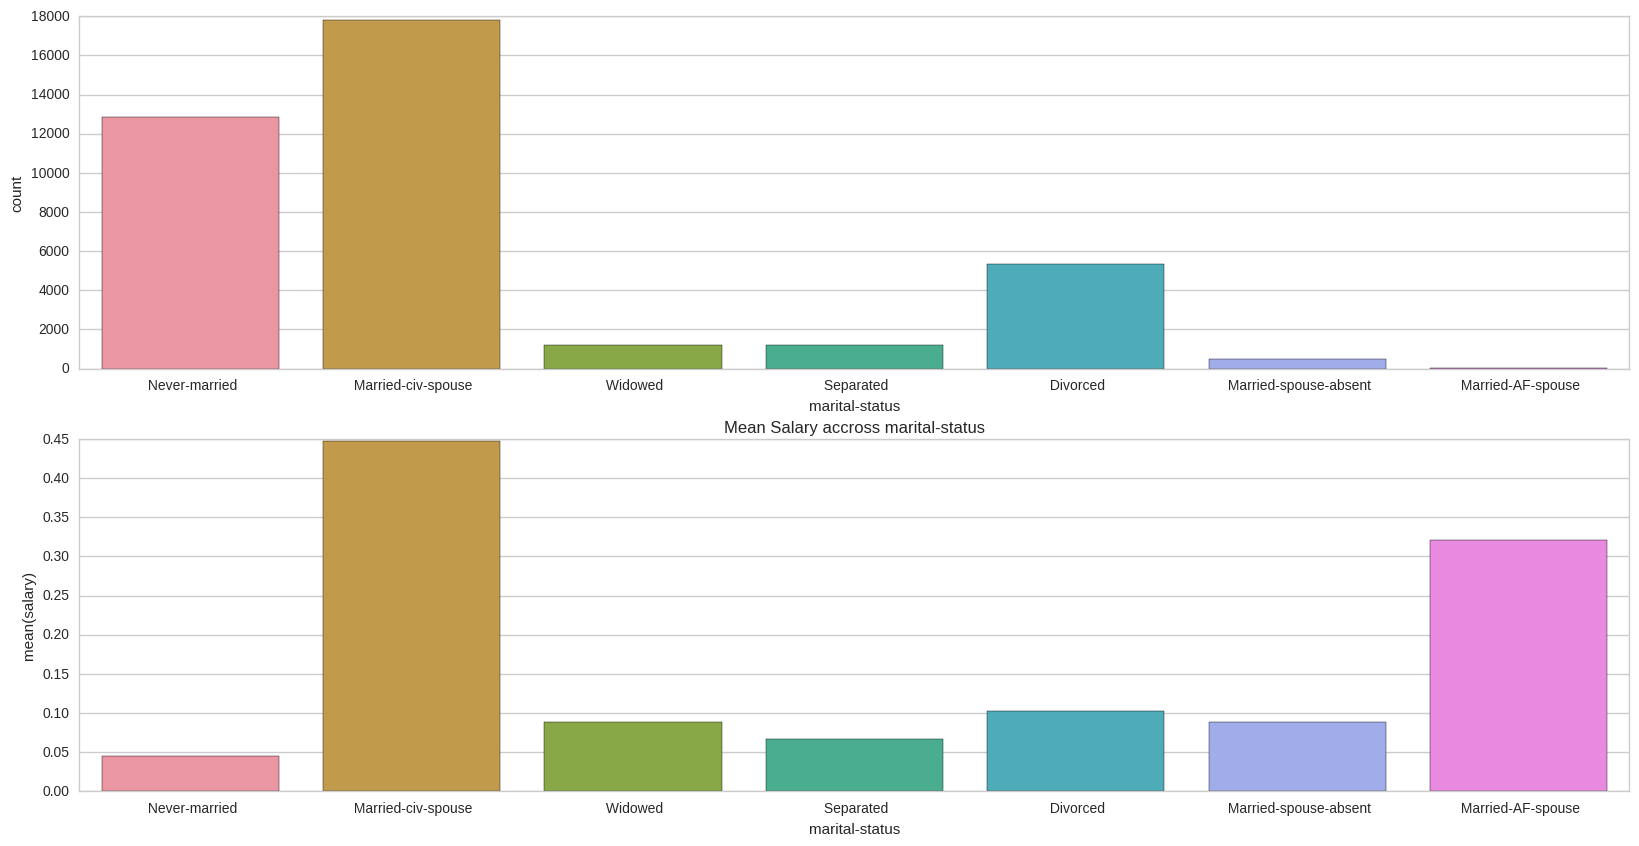 18000
16000
14000
12000
10000
8000
6000
4000
2000
0
count
Never-married Married-civ-spouse Widowed Separated Divorced Married-spouse-absent Married-AF-spouse
marital-status
Mean Salary accross marital-status
0.45
0.40
0.35
0.30
0.25
0.20
0.15
0.10
0.05
0.00
mean(salary)
Never-married Married-civ-spouse Widowed Separated Divorced Married-spouse-absent Married-AF-spouse
marital-status